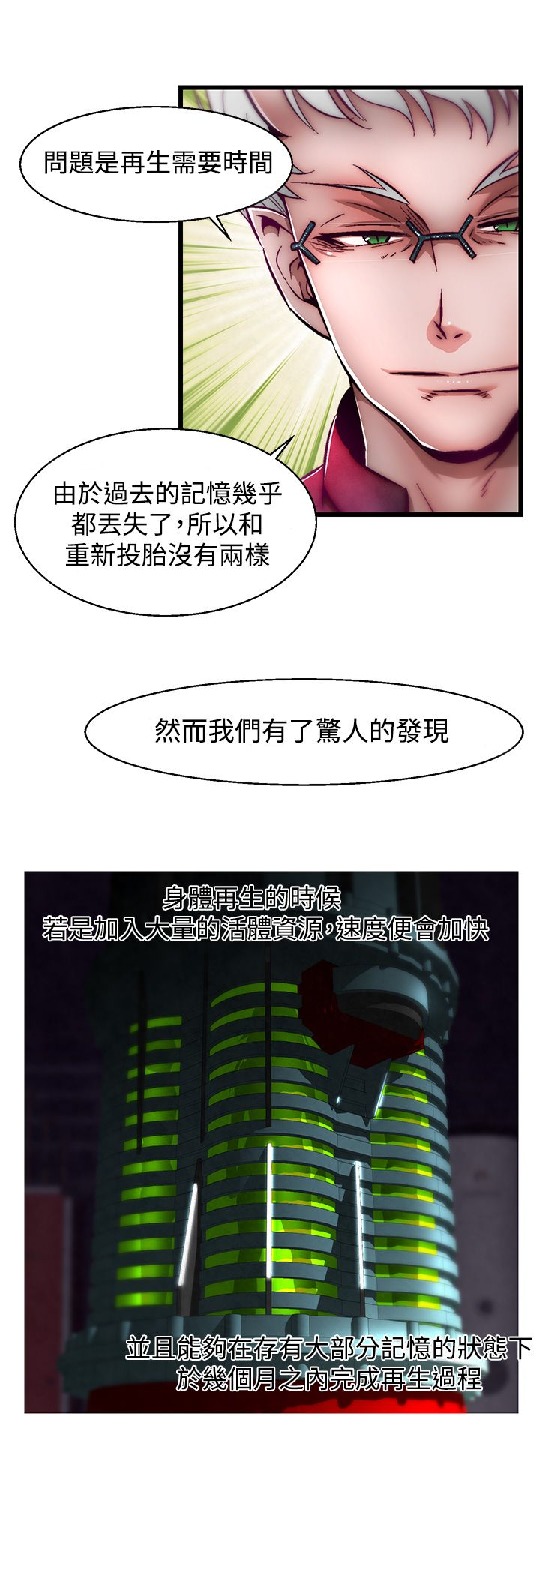 問題是再生需要時間
由於過去的記憶幾乎
都丟失了,所以和
重新投胎沒有兩樣
然而我們有了驚人的發現
身體再生的時候
若是加入大量的活體資源,速度便會加快
並且能夠在存有大部分記憶的狀態下
於幾個月之內完成再生過程